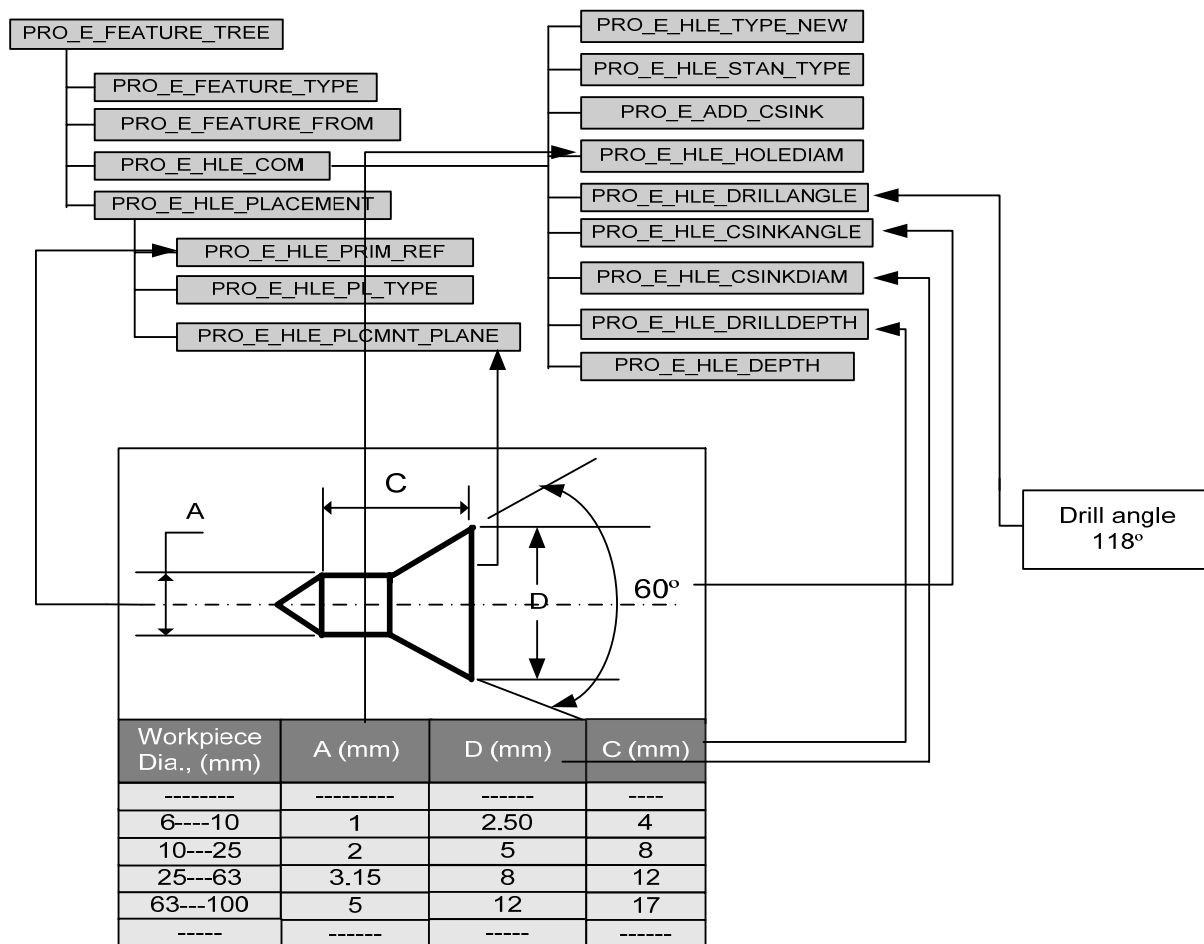 PRO_E_FEATURE_TREE
PRO_E_FEATURE_TYPE
PRO_E_FEATURE_FROM
PRO_E_HLE_COM
PRO_E_HLE_PLACEMENT
PRO_E_HLE_PRIM_REF
PRO_E_HLE_PL_TYPE
PRO_E_HLE_PLCMNT_PLANE
PRO_E_HLE_TYPE_NEW
PRO_E_HLE_STAN_TYPE
PRO_E_ADD_CSINK
PRO_E_HLE_HOLEDIAM
PRO_E_HLE_DRILLANGLE
PRO_E_HLE_CSINKANGLE
PRO_E_HLE_CSINKDIAM
PRO_E_HLE_DRILLDEPTH
PRO_E_HLE_DEPTH
C
A
D
60º
Drill angle
118º
Workpiece
Dia., (mm) A (mm) D (mm) C (mm)
-------- --------- ------ ----
6----10 1 2.50 4
10---25 2 5 8
25---63 3.15 8 12
63---100 5 12 17
----- ------ ----- ------